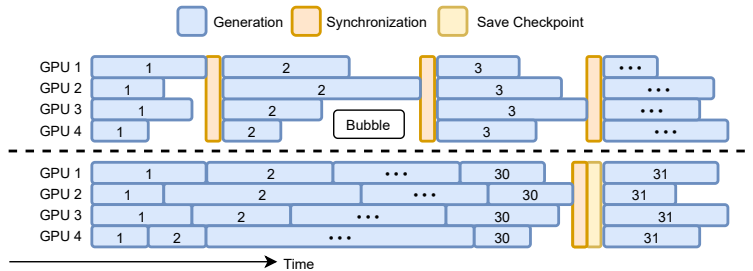 Generation Synchronization Save Checkpoint
GPU 1 1 2 3 •••
GPU 2 1 2 3 •••
GPU 3 1 2 3 •••
GPU 4 1 2 3 •••
Bubble
GPU 1 1 2 ••• 30 31
GPU 2 1 2 ••• 30 31
GPU 3 1 2 ••• 30 31
GPU 4 1 2 ••• 30 31
Time